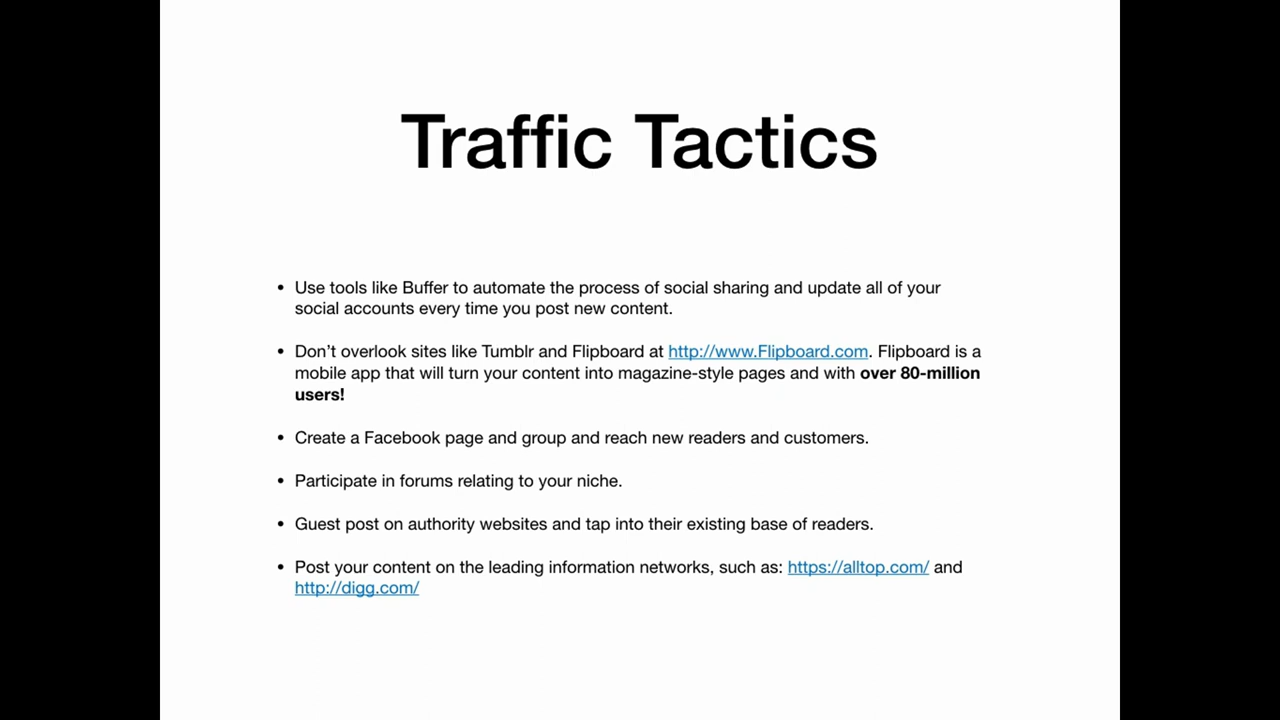 Traffic Tactics
• Use tools like Buffer to automate the process of social sharing and update all of your
social accounts every time you post new content.
• Don’t overlook sites like Tumblr and Flipboard at http://www.Flipboard.com. Flipboard is a
mobile app that will turn your content into magazine-style pages and with over 80-million
users!
• Create a Facebook page and group and reach new readers and customers.
• Participate in forums relating to your niche.
• Guest post on authority websites and tap into their existing base of readers.
• Post your content on the leading information networks, such as: https://alltop.com/ and
http://digg.com/